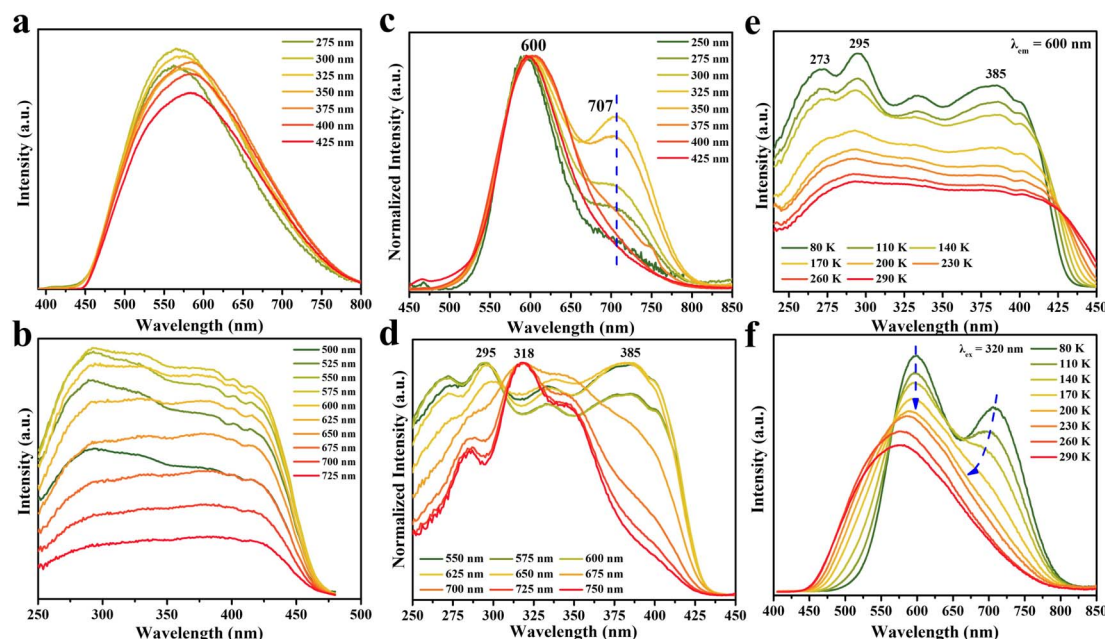 a
275 nm
300 nm
325 nm
350 nm
375 nm
400 nm
425 nm
Intensity (a.u.)
400 450 500 550 600 650 700 750 800
Wavelength (nm)
b
500 nm
525 nm
550 nm
575 nm
600 nm
625 nm
650 nm
675 nm
700 nm
725 nm
Intensity (a.u.)
250 300 350 400 450 500
Wavelength (nm)
c
600
707
250 nm
275 nm
300 nm
325 nm
350 nm
375 nm
400 nm
425 nm
Normalized Intensity (a.u.)
450 500 550 600 650 700 750 800 850
Wavelength (nm)
d
295 318 385
550 nm 575 nm 600 nm
625 nm 650 nm 675 nm
700 nm 725 nm 750 nm
Normalized Intensity (a.u.)
250 300 350 400 450
Wavelength (nm)
e
λem = 600 nm
273 295 385
80 K 110 K 140 K
170 K 200 K 230 K
260 K 290 K
Intensity (a.u.)
250 300 350 400 450
Wavelength (nm)
f
λex = 320 nm
80 K
110 K
140 K
170 K
200 K
230 K
260 K
290 K
Intensity (a.u.)
400 450 500 550 600 650 700 750 800 850
Wavelength (nm)